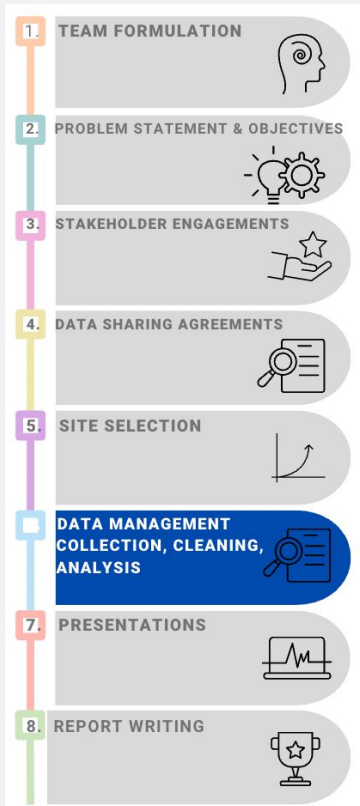 1. TEAM FORMULATION
2. PROBLEM STATEMENT & OBJECTIVES
3. STAKEHOLDER ENGAGEMENTS
4. DATA SHARING AGREEMENTS
5. SITE SELECTION
DATA MANAGEMENT
COLLECTION, CLEANING,
ANALYSIS
7. PRESENTATIONS
8. REPORT WRITING